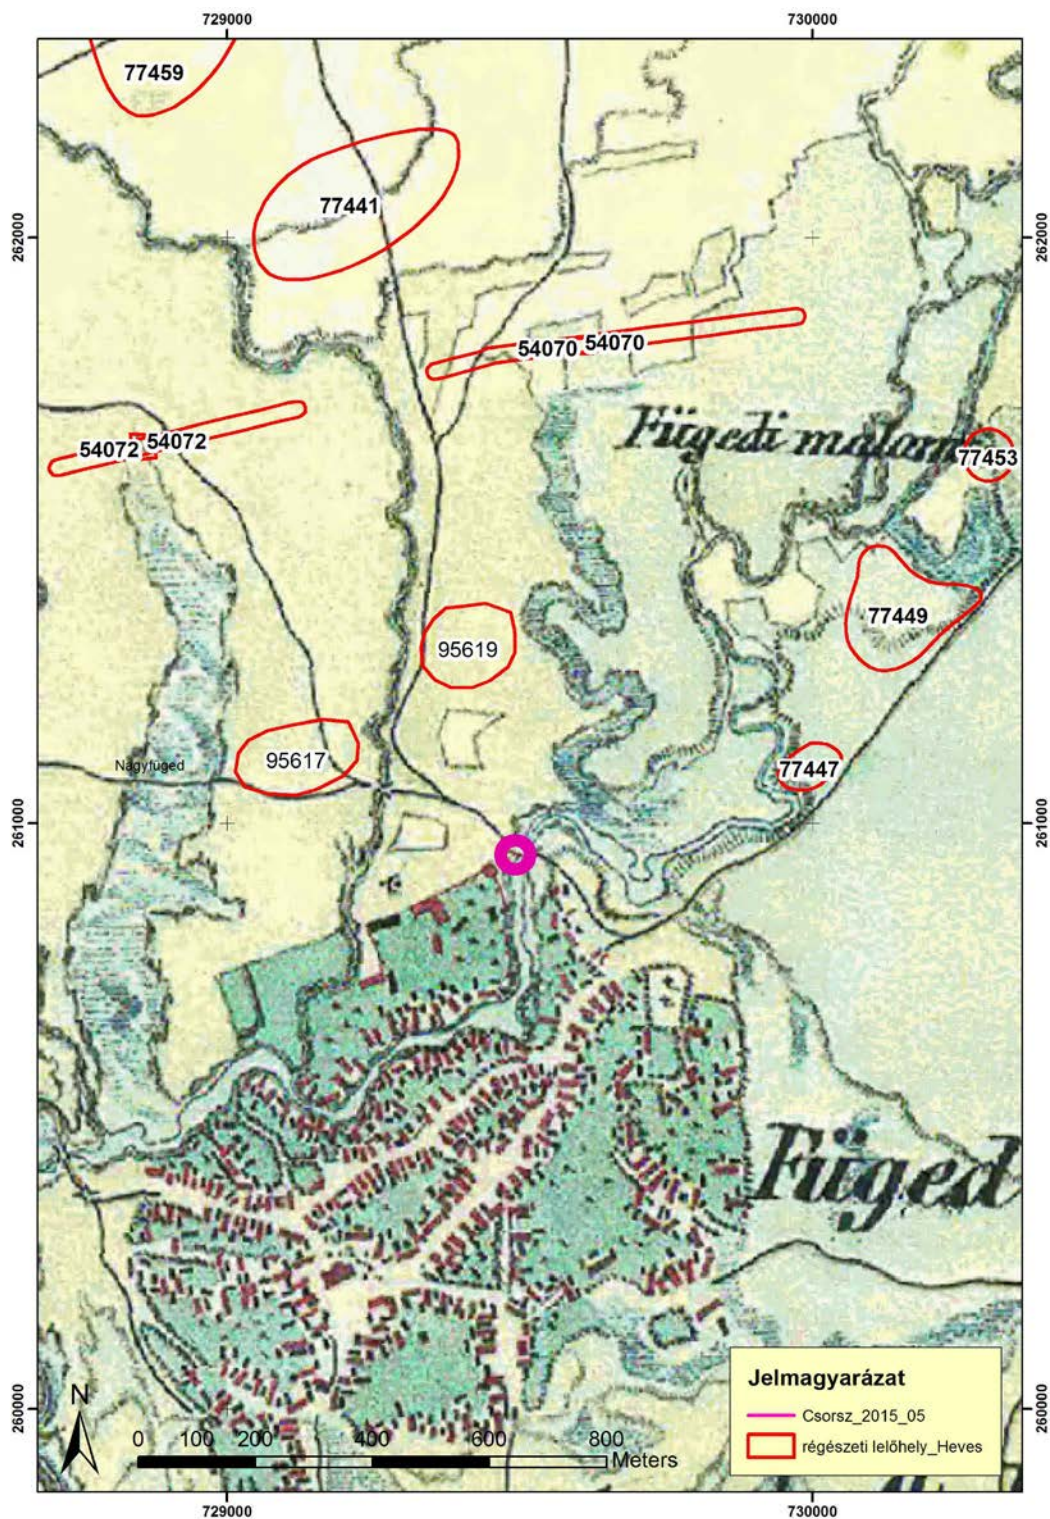 729000 730000
77459
77441
262000 262000
54070 54070
Fügedi malom
54072 54072
77453
77449
95619
95617
Nagyfüged
77447
261000 261000
Füged
Jelmagyarázat
Csorsz_2015_05
régészeti lelőhely_Heves
N
0 100 200 400 600 800
Meters
260000 260000
729000 730000